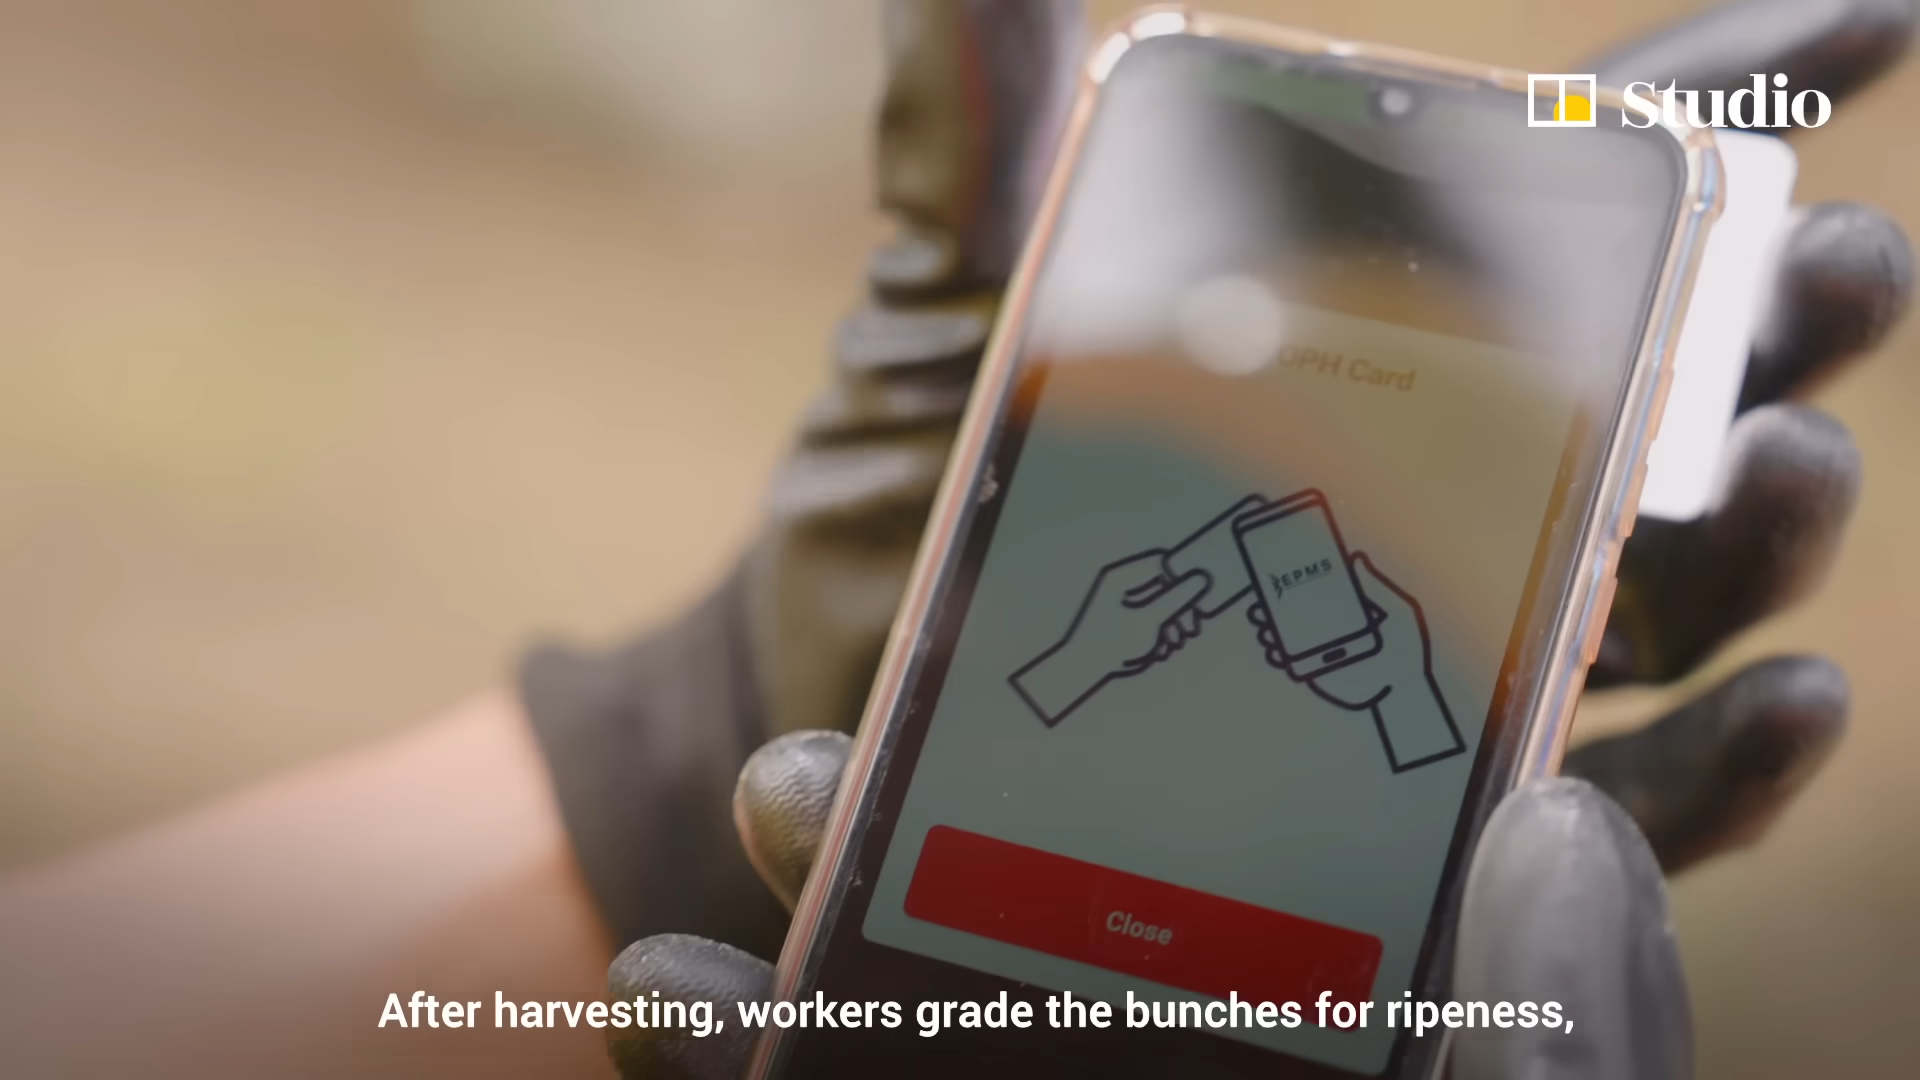 Studio
OPH Card
EPMS
Close
After harvesting, workers grade the bunches for ripeness,